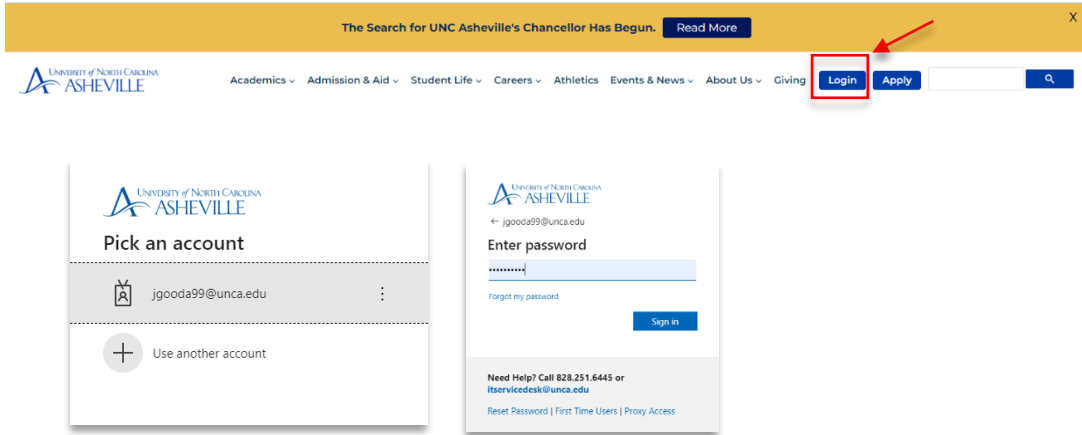 The Search for UNC Asheville's Chancellor Has Begun. Read More X
UNIVERSITY of NORTH CAROLINA
ASHEVILLE
Academics Admission & Aid Student Life Careers Athletics Events & News About Us Giving Login Apply
UNIVERSITY of NORTH CAROLINA
ASHEVILLE
Pick an account
jgooda99@unca.edu
Use another account
UNIVERSITY of NORTH CAROLINA
ASHEVILLE
← jgooda99@unca.edu
Enter password
••••••••••
Forgot my password
Sign in
Need Help? Call 828.251.6445 or
itservicedesk@unca.edu
Reset Password | First Time Users | Proxy Access